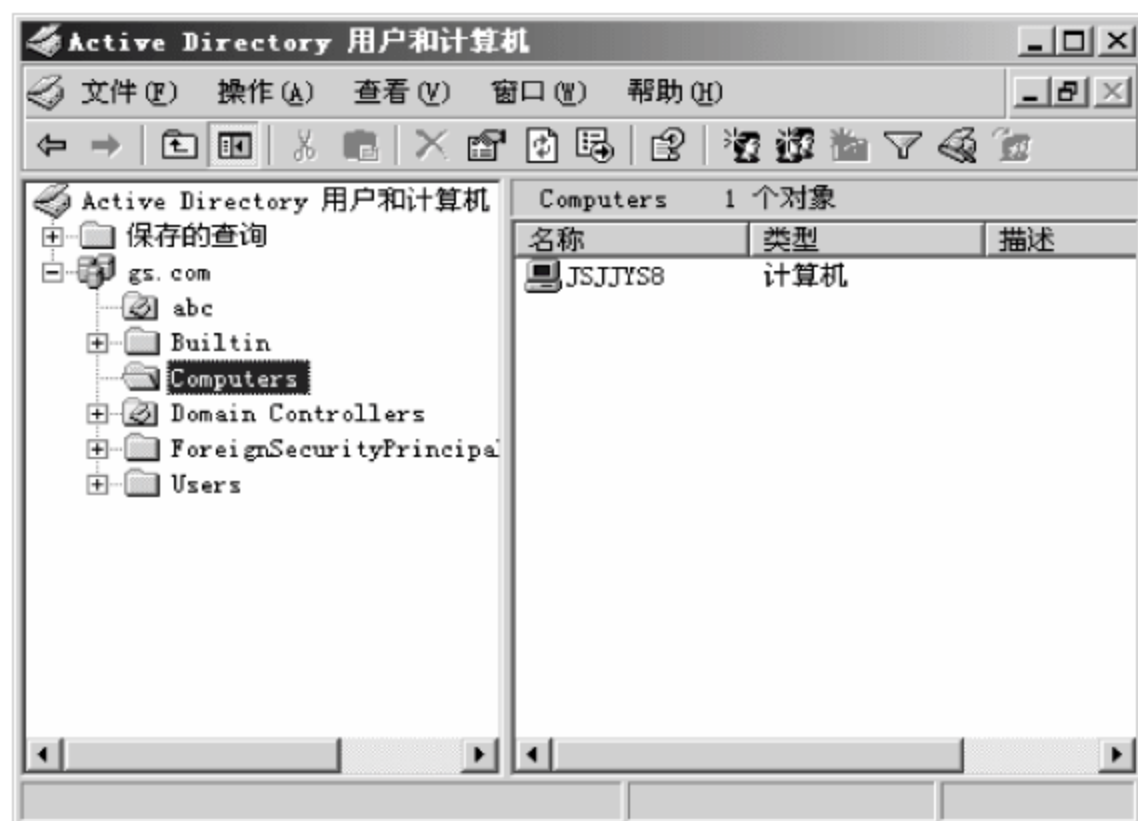 Active Directory 用户和计算机
文件(F) 操作(A) 查看(V) 窗口(W) 帮助(H)
Active Directory 用户和计算机
保存的查询
gs.com
abc
Builtin
Computers
Domain Controllers
ForeignSecurityPrincipal
Users
Computers 1 个对象
名称 类型 描述
JSJJYS8 计算机